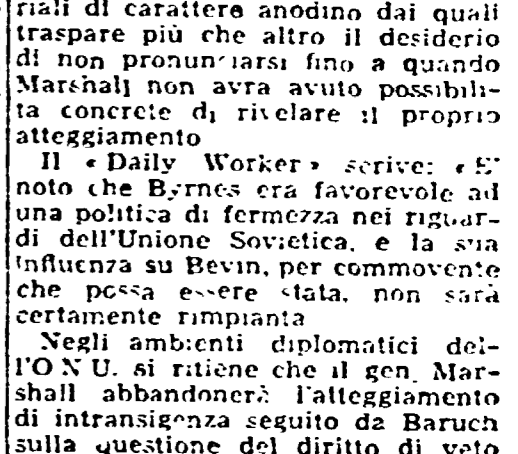 riali di carattere anodino dai quali
traspare più che altro il desiderio
di non pronunciarsi fino a quando
Marshall non avra avuto possibili-
ta concrete di rivelare il proprio
atteggiamento
Il « Daily Worker » scrive: « E'
noto che Byrnes era favorevole ad
una politica di fermezza nei riguar-
di dell'Unione Sovietica, e la sua
influenza su Bevin, per commovente
che possa essere stata, non sarà
certamente rimpianta
Negli ambienti diplomatici del-
l'O N U. si ritiene che il gen. Mar-
shall abbandonerà l'atteggiamento
di intransigenza seguito da Baruch
sulla questione del diritto di veto